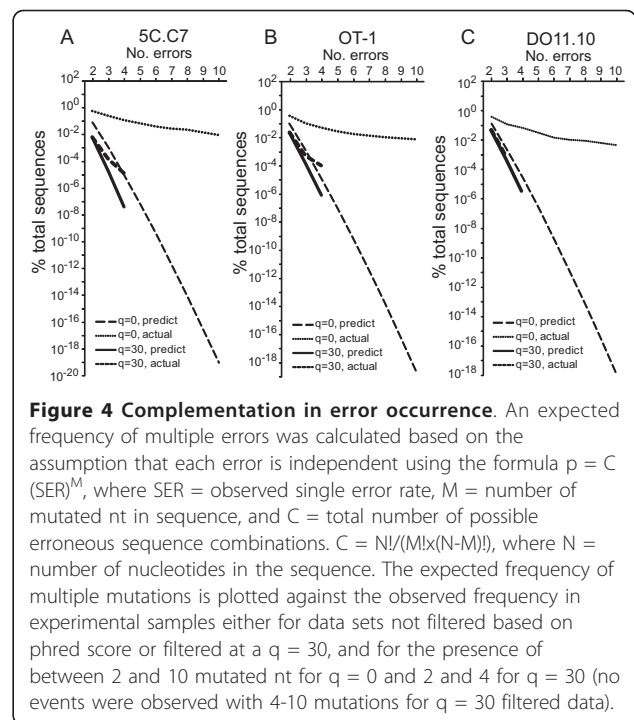 A 5C.C7
No. errors
2 3 4 5 6 7 8 9 10
% total sequences
10^2
10^0
10^-2
10^-4
10^-6
10^-8
10^-10
10^-12
10^-14
10^-16
10^-18
10^-20
q=0, predict
q=0, actual
q=30, predict
q=30, actual
B OT-1
No. errors
2 3 4 5 6 7 8 9 10
% total sequences
10^2
10^0
10^-2
10^-4
10^-6
10^-8
10^-10
10^-12
10^-14
10^-16
10^-18
q=0, predict
q=0, actual
q=30, predict
q=30, actual
C DO11.10
No. errors
2 3 4 5 6 7 8 9 10
% total sequences
10^2
10^0
10^-2
10^-4
10^-6
10^-8
10^-10
10^-12
10^-14
10^-16
10^-18
q=0, predict
q=0, actual
q=30, predict
q=30, actual
Figure 4 Complementation in error occurrence. An expected
frequency of multiple errors was calculated based on the
assumption that each error is independent using the formula p = C
(SER)^M, where SER = observed single error rate, M = number of
mutated nt in sequence, and C = total number of possible
erroneous sequence combinations. C = N!/(M!x(N-M)!), where N =
number of nucleotides in the sequence. The expected frequency of
multiple mutations is plotted against the observed frequency in
experimental samples either for data sets not filtered based on
phred score or filtered at a q = 30, and for the presence of
between 2 and 10 mutated nt for q = 0 and 2 and 4 for q = 30 (no
events were observed with 4-10 mutations for q = 30 filtered data).